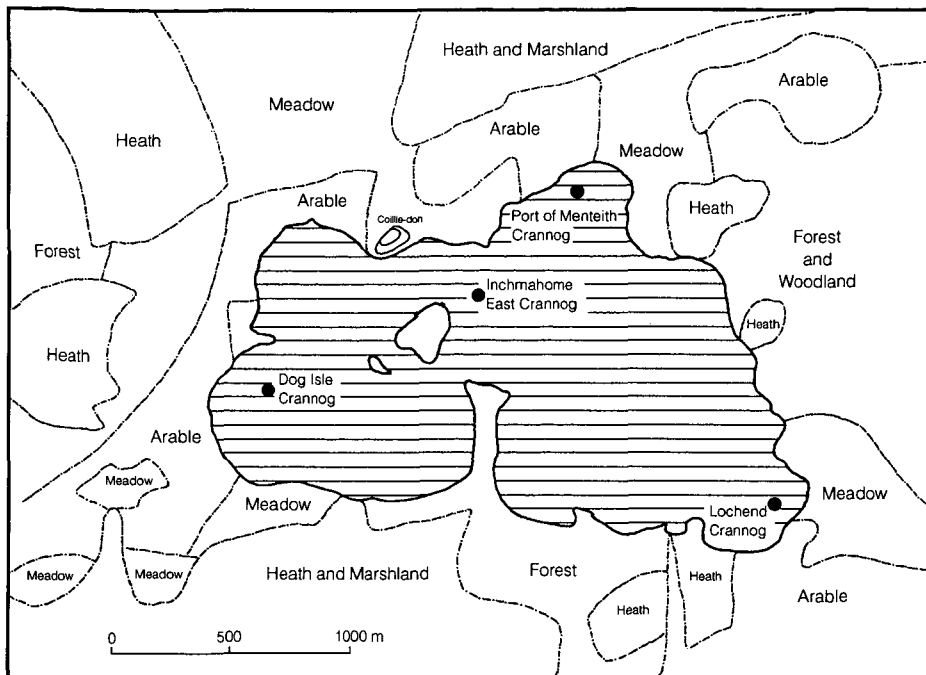 Heath and Marshland
Arable
Meadow
Arable
Heath
Meadow
Arable
Port of Menteith
Crannog
Heath
Coillie-don
Forest
Forest
and
Woodland
Inchmahome
East Crannog
Heath
Heath
Dog Isle
Crannog
Arable
Meadow
Meadow
Meadow
Lochend
Crannog
Meadow
Meadow
Heath and Marshland
Forest
Heath
Heath
Arable
0 500 1000 m